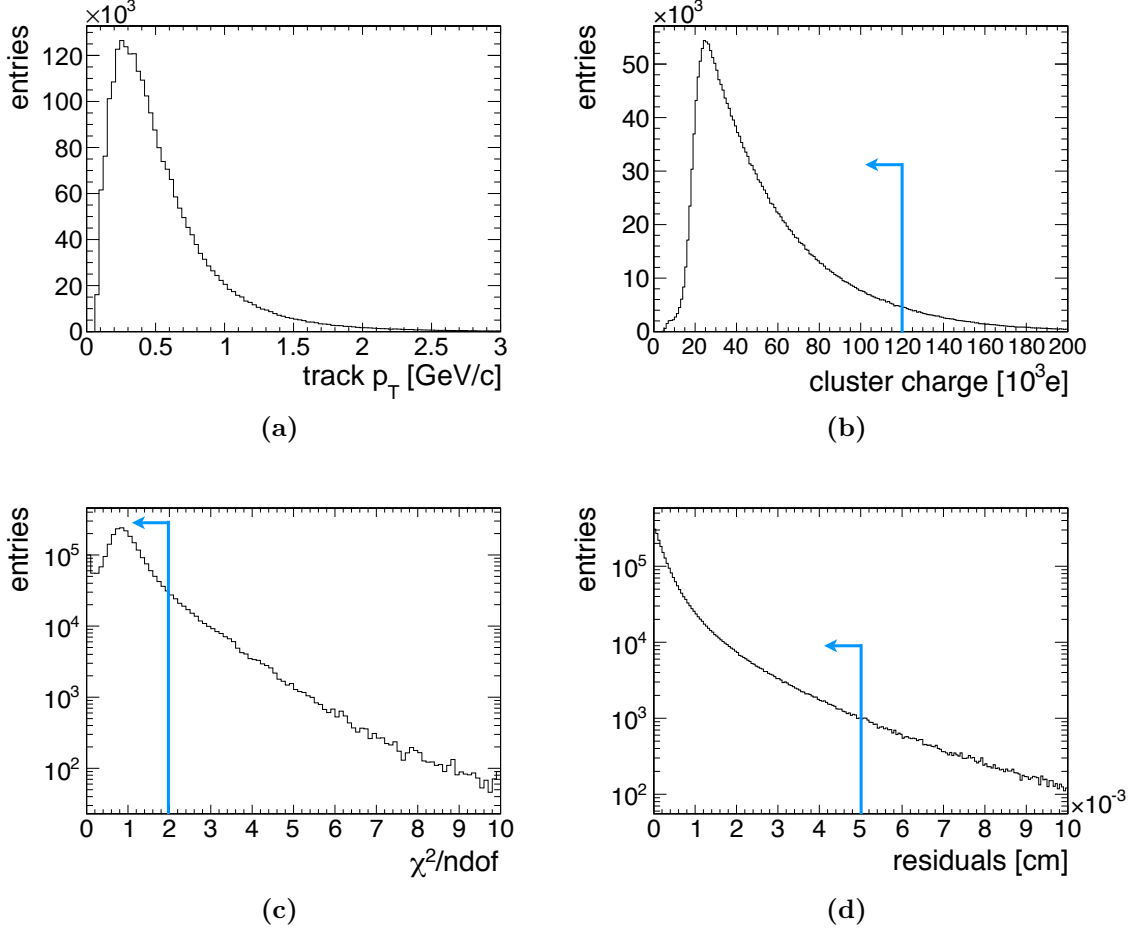 ×10³
entries
120
100
80
60
40
20
0
0 0.5 1 1.5 2 2.5 3
track p_T [GeV/c]
(a)
×10³
entries
50
40
30
20
10
0
0 20 40 60 80 100 120 140 160 180 200
cluster charge [10³e]
(b)
entries
10⁵
10⁴
10³
10²
0 1 2 3 4 5 6 7 8 9 10
χ²/ndof
(c)
entries
10⁵
10⁴
10³
10²
×10⁻³
0 1 2 3 4 5 6 7 8 9 10
residuals [cm]
(d)